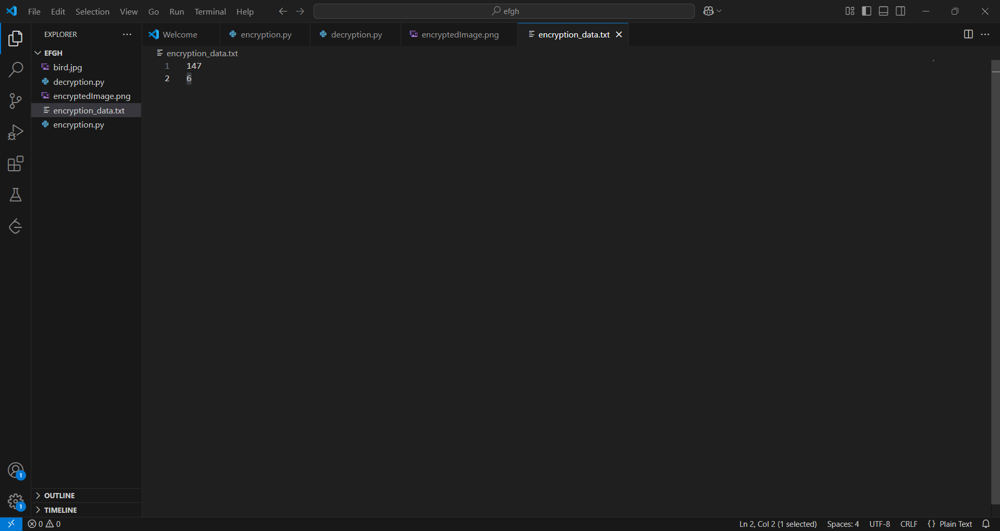 File Edit Selection View Go Run Terminal Help
efgh
EXPLORER
Welcome
encryption.py
decryption.py
encryptedImage.png
encryption_data.txt
EFGH
bird.jpg
decryption.py
encryptedImage.png
encryption_data.txt
encryption.py
encryption_data.txt
1 147
2 6
1
1
OUTLINE
TIMELINE
0 0
Ln 2, Col 2 (1 selected) Spaces: 4 UTF-8 CRLF {} Plain Text